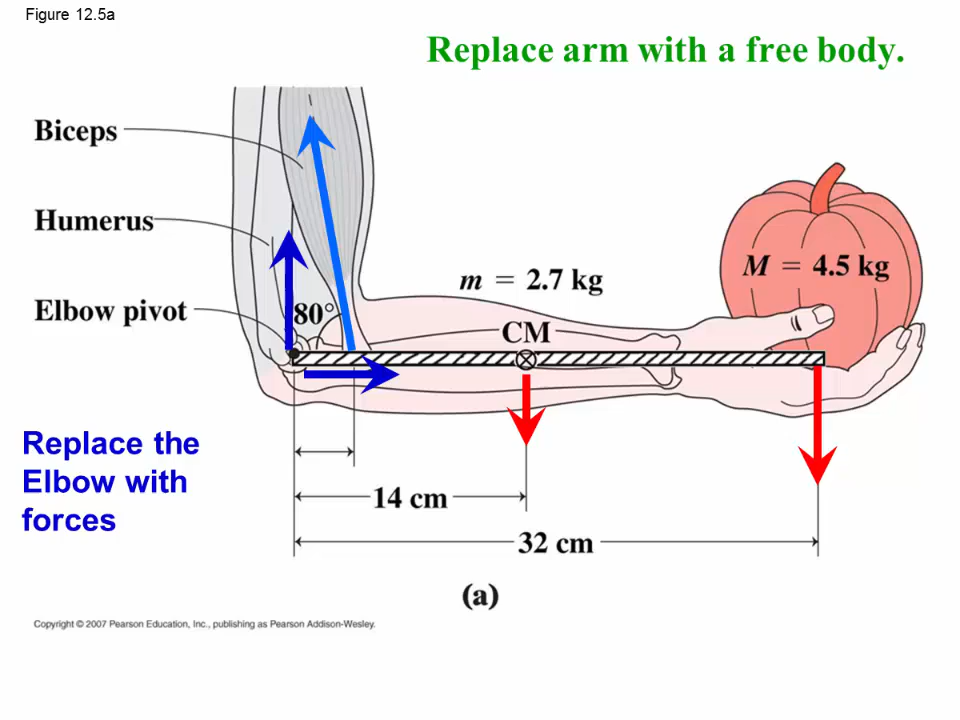 Figure 12.5a
Replace arm with a free body.
Biceps
Humerus
m = 2.7 kg
M = 4.5 kg
Elbow pivot
80°
CM
Replace the
Elbow with
forces
14 cm
32 cm
(a)
Copyright © 2007 Pearson Education, Inc., publishing as Pearson Addison-Wesley.